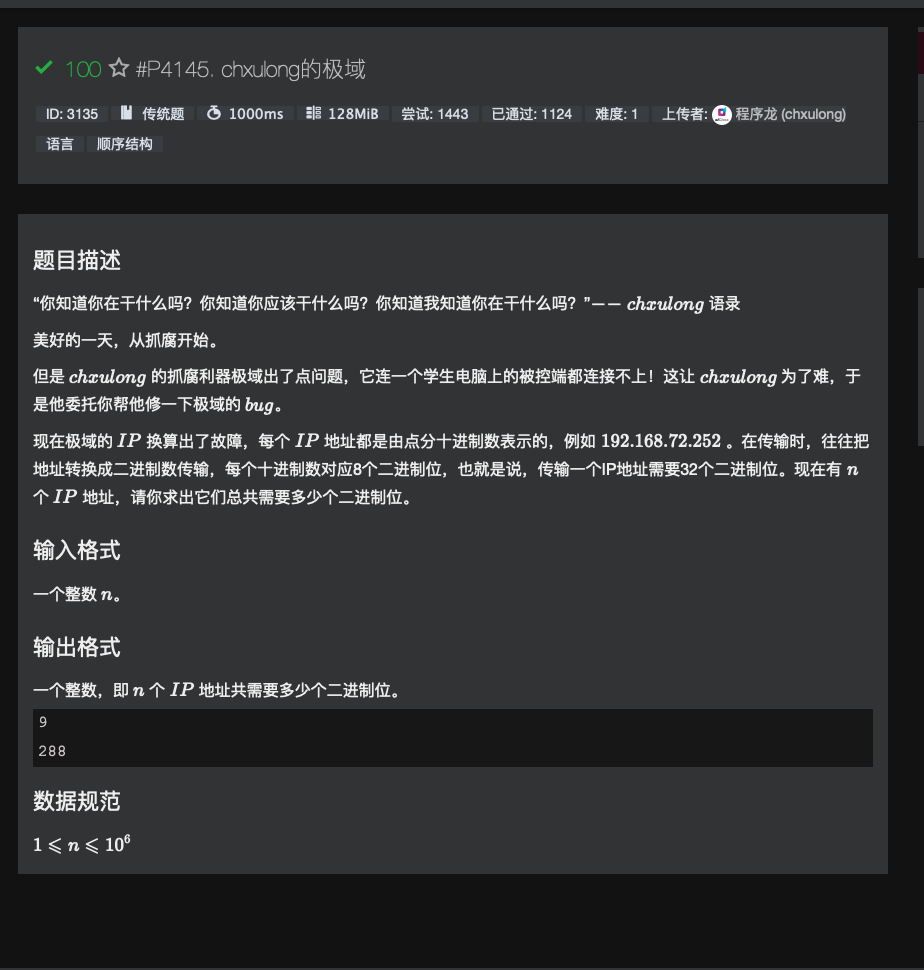 100 #P4145. chxulong的极域
ID: 3135 传统题 1000ms 128MiB 尝试: 1443 已通过: 1124 难度: 1 上传者: 程序龙 (chxulong)
语言 顺序结构
题目描述
“你知道你在干什么吗？你知道你应该干什么吗？你知道我知道你在干什么吗？”—— chxulong 语录
美好的一天，从抓腐开始。
但是 chxulong 的抓腐利器极域出了点问题，它连一个学生电脑上的被控端都连接不上！这让 chxulong 为了难，于
是他委托你帮他修一下极域的 bug。
现在极域的 IP 换算出了故障，每个 IP 地址都是由点分十进制数表示的，例如 192.168.72.252 。在传输时，往往把
地址转换成二进制数传输，每个十进制数对应8个二进制位，也就是说，传输一个IP地址需要32个二进制位。现在有 n
个 IP 地址，请你求出它们总共需要多少个二进制位。
输入格式
一个整数 n。
输出格式
一个整数，即 n 个 IP 地址共需要多少个二进制位。
9
288
数据规范
1 ⩽ n ⩽ 10⁶